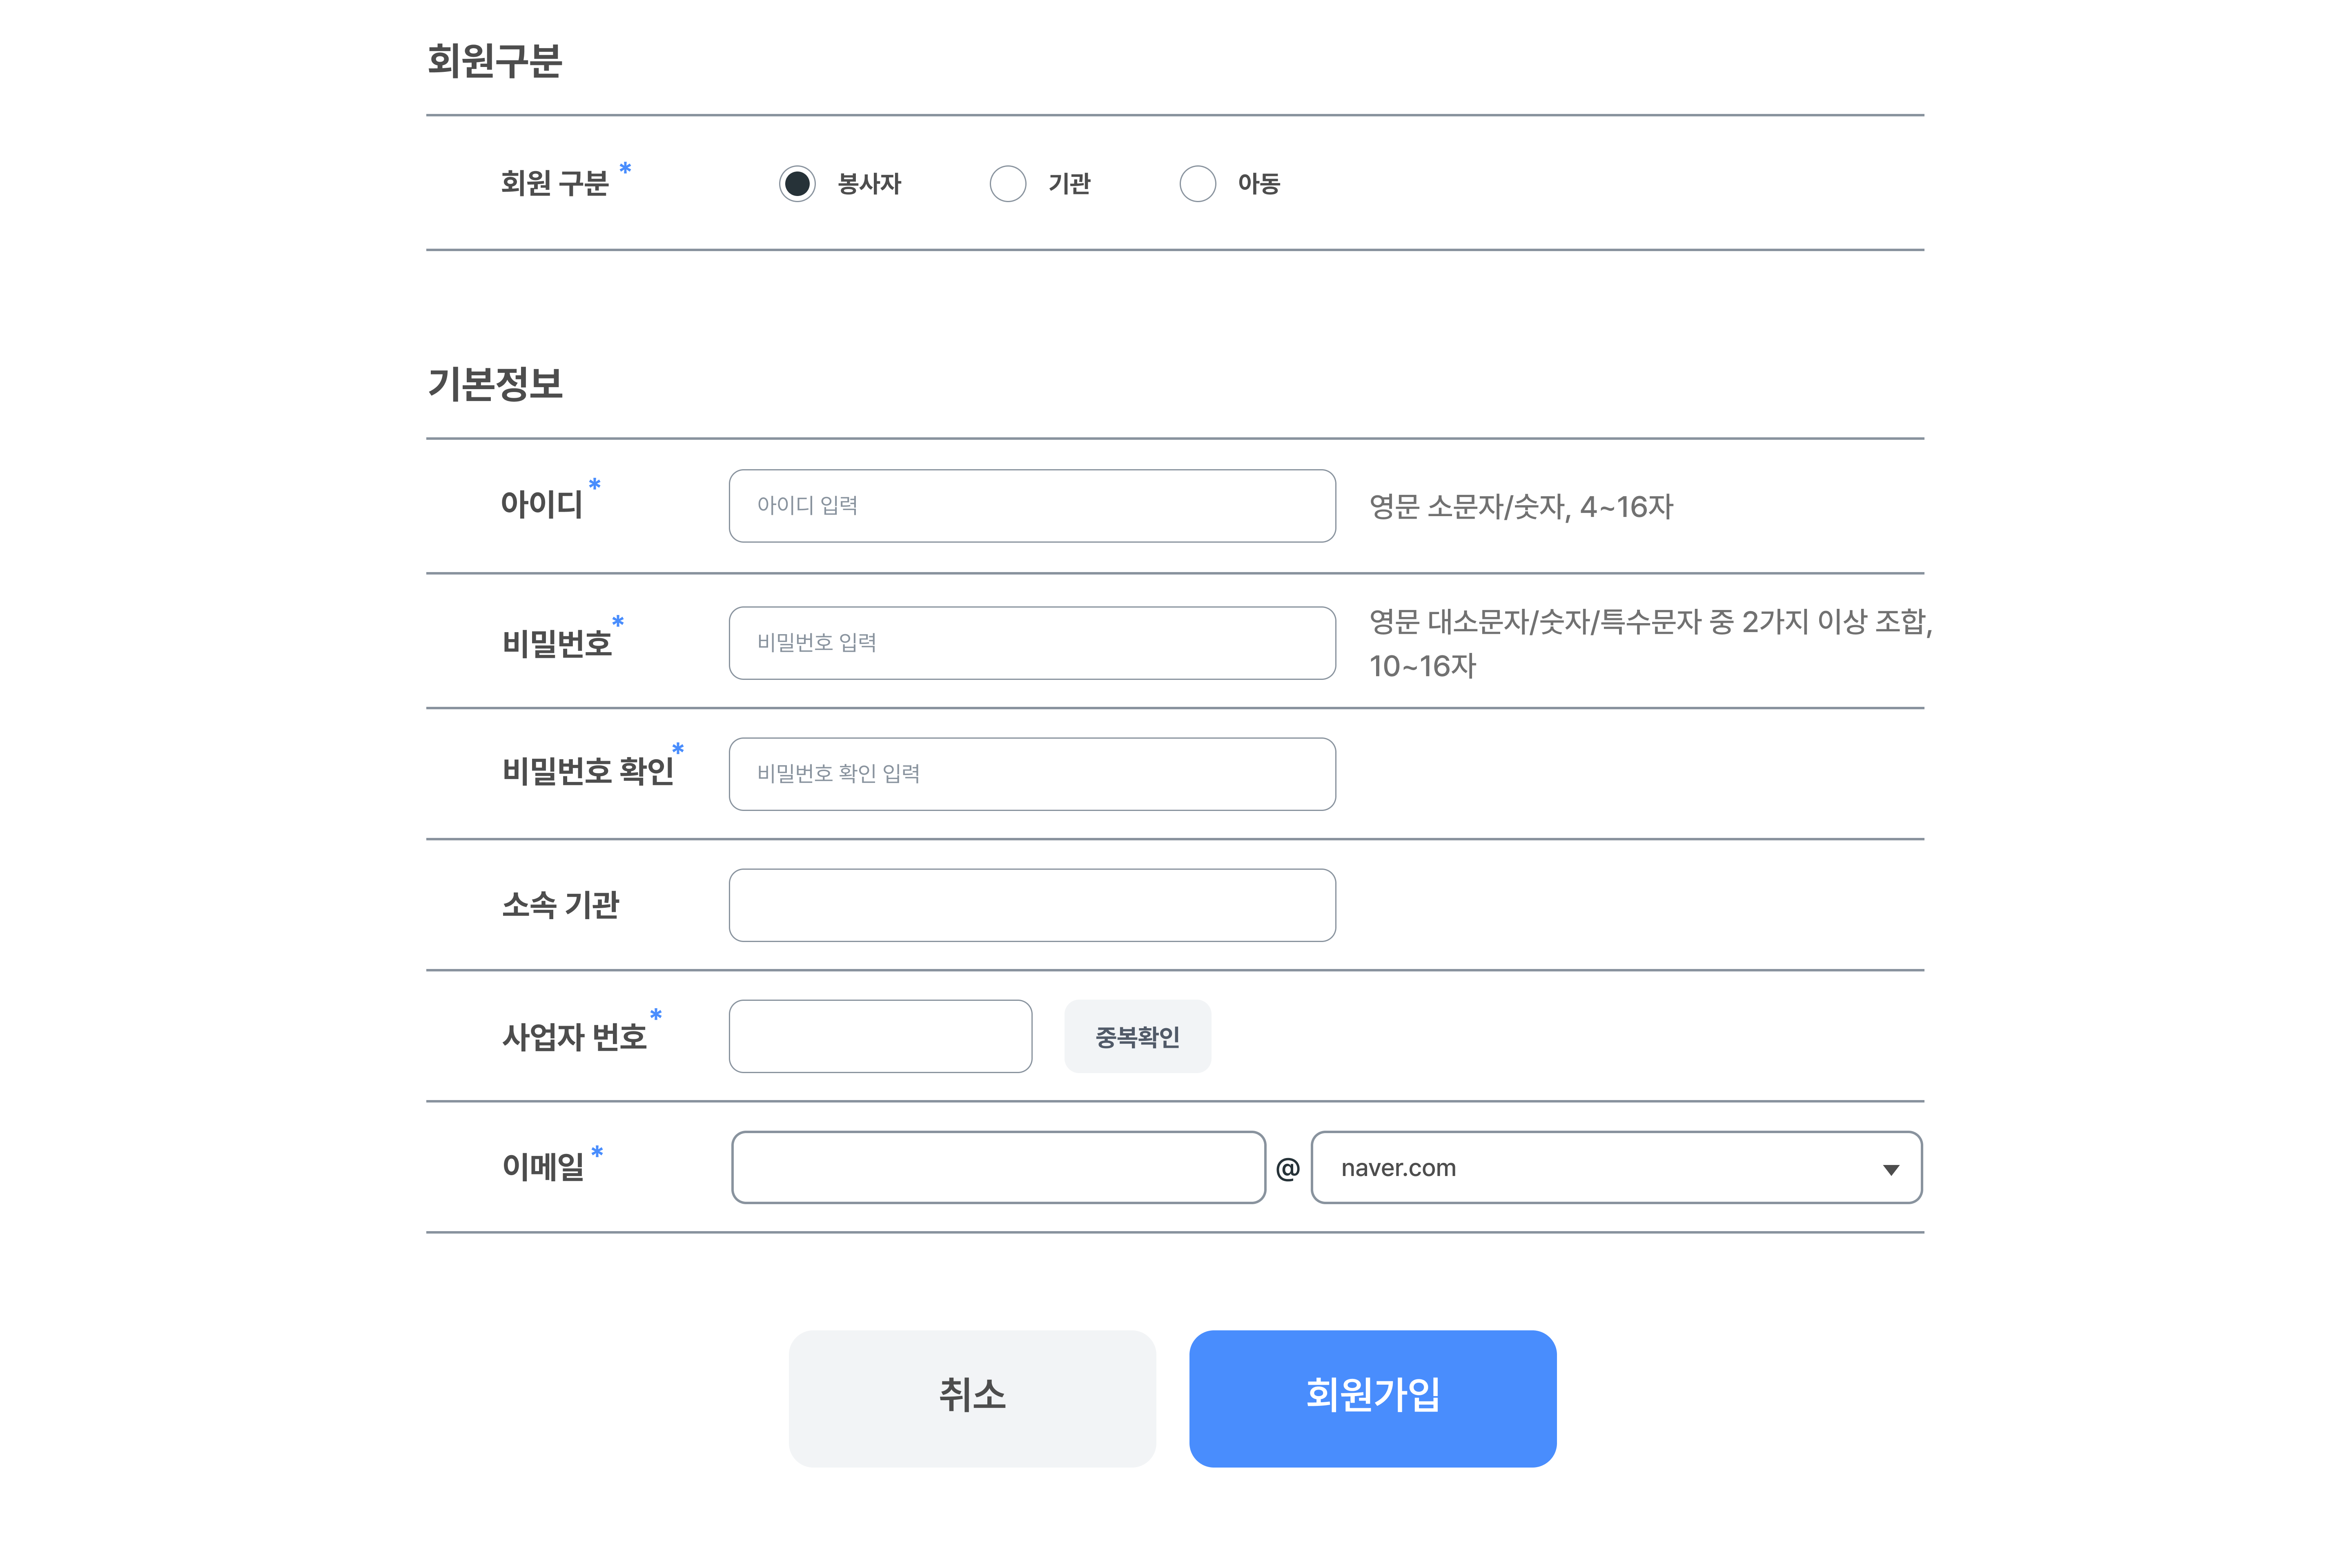 회원구분
회원 구분 * 봉사자 기관 아동
기본정보
아이디 * 아이디 입력 영문 소문자/숫자, 4~16자
비밀번호 * 비밀번호 입력 영문 대소문자/숫자/특수문자 중 2가지 이상 조합,
10~16자
비밀번호 확인 * 비밀번호 확인 입력
소속 기관
사업자 번호 * 중복확인
이메일 * @ naver.com
취소 회원가입